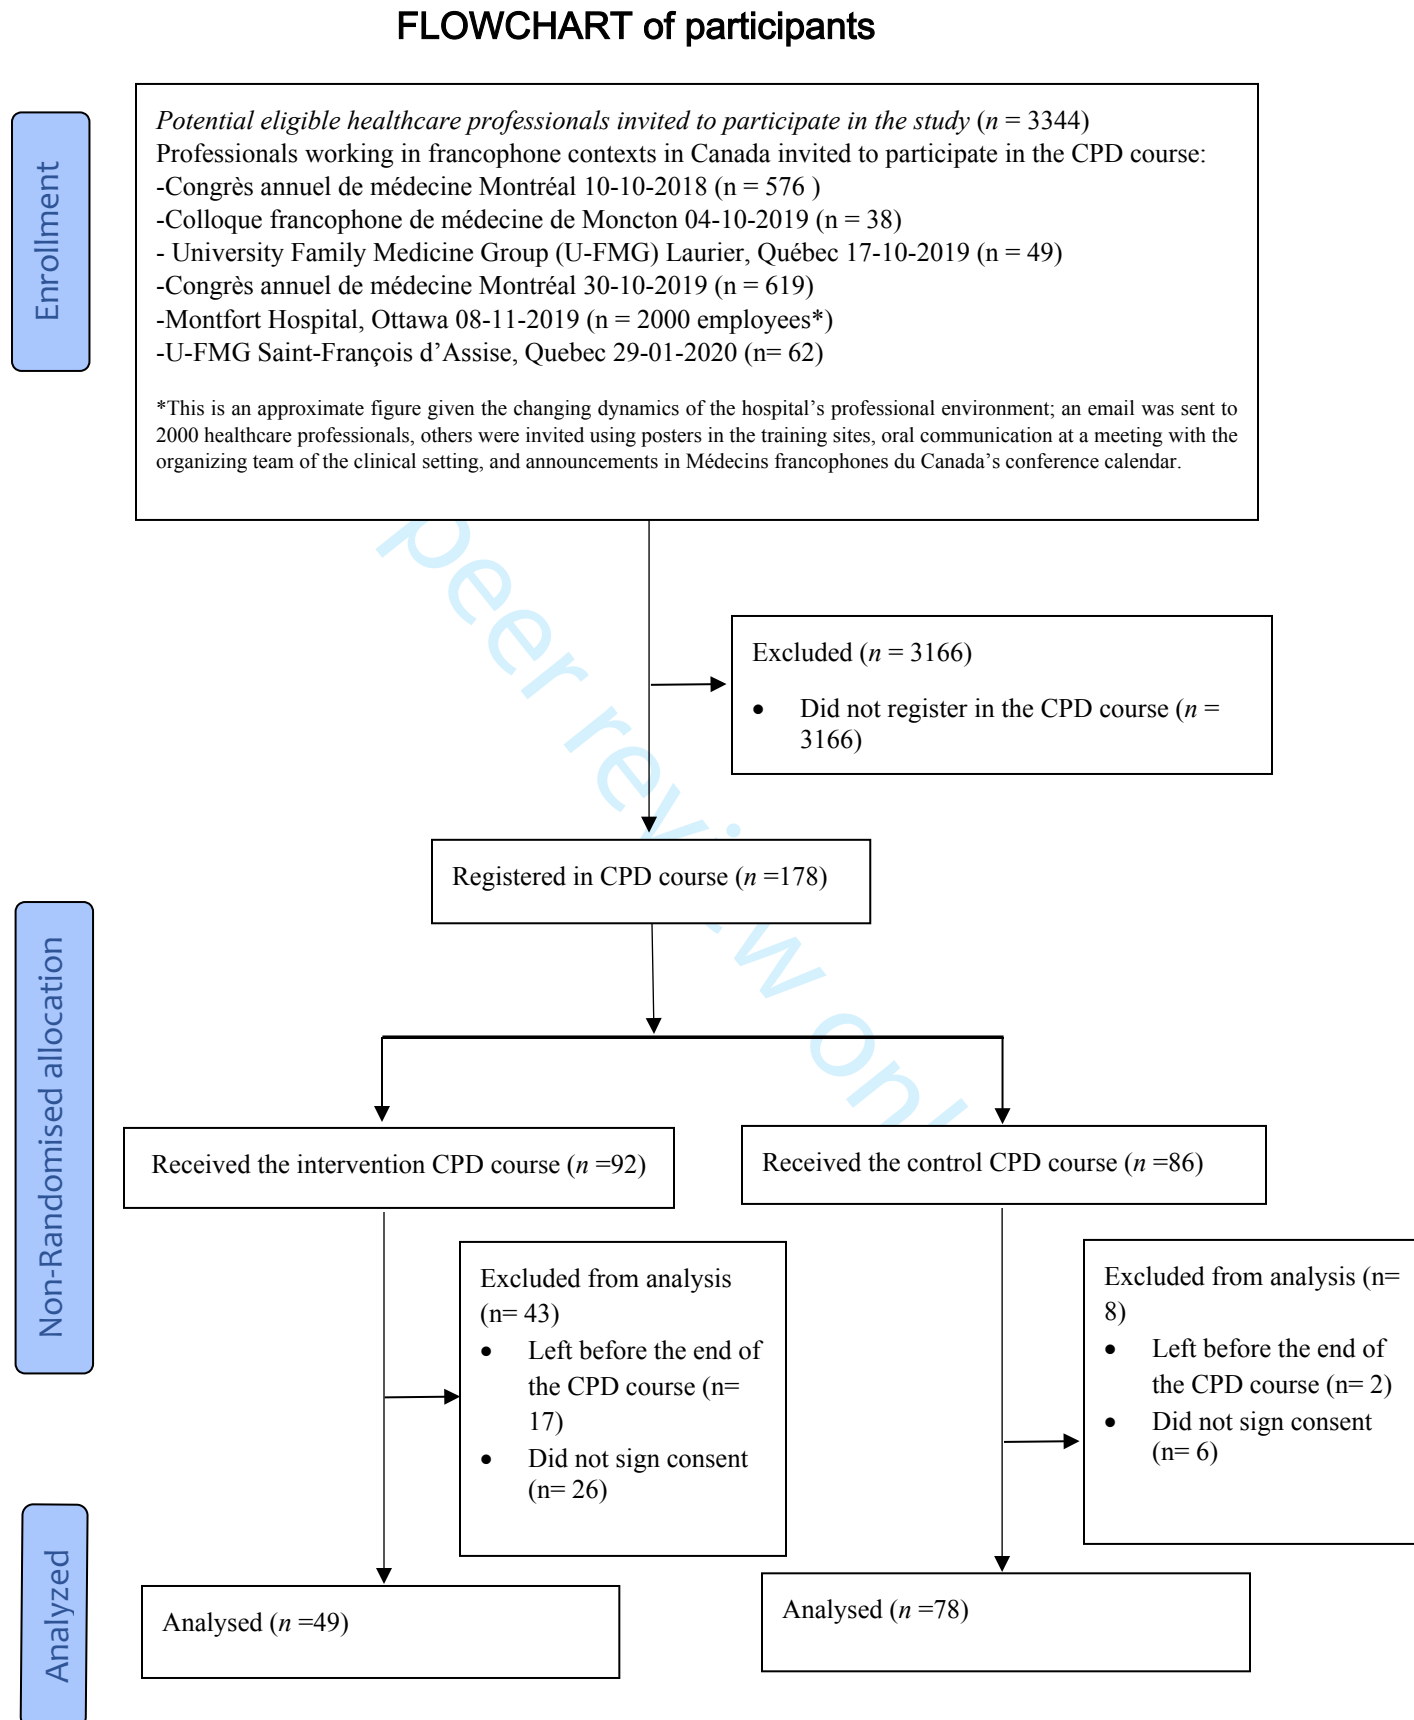 FLOWCHART of participants
Enrollment
Potential eligible healthcare professionals invited to participate in the study (n = 3344)
Professionals working in francophone contexts in Canada invited to participate in the CPD course:
-Congrès annuel de médecine Montréal 10-10-2018 (n = 576 )
-Colloque francophone de médecine de Moncton 04-10-2019 (n = 38)
- University Family Medicine Group (U-FMG) Laurier, Québec 17-10-2019 (n = 49)
-Congrès annuel de médecine Montréal 30-10-2019 (n = 619)
-Montfort Hospital, Ottawa 08-11-2019 (n = 2000 employees*)
-U-FMG Saint-François d’Assise, Quebec 29-01-2020 (n= 62)
*This is an approximate figure given the changing dynamics of the hospital’s professional environment; an email was sent to
2000 healthcare professionals, others were invited using posters in the training sites, oral communication at a meeting with the
organizing team of the clinical setting, and announcements in Médecins francophones du Canada’s conference calendar.
peer review only
Excluded (n = 3166)
• Did not register in the CPD course (n =
3166)
Registered in CPD course (n =178)
Non-Randomised allocation
Received the intervention CPD course (n =92)
Received the control CPD course (n =86)
Excluded from analysis
(n= 43)
• Left before the end of
the CPD course (n=
17)
• Did not sign consent
(n= 26)
Excluded from analysis (n=
8)
• Left before the end of
the CPD course (n= 2)
• Did not sign consent
(n= 6)
Analyzed
Analysed (n =49)
Analysed (n =78)